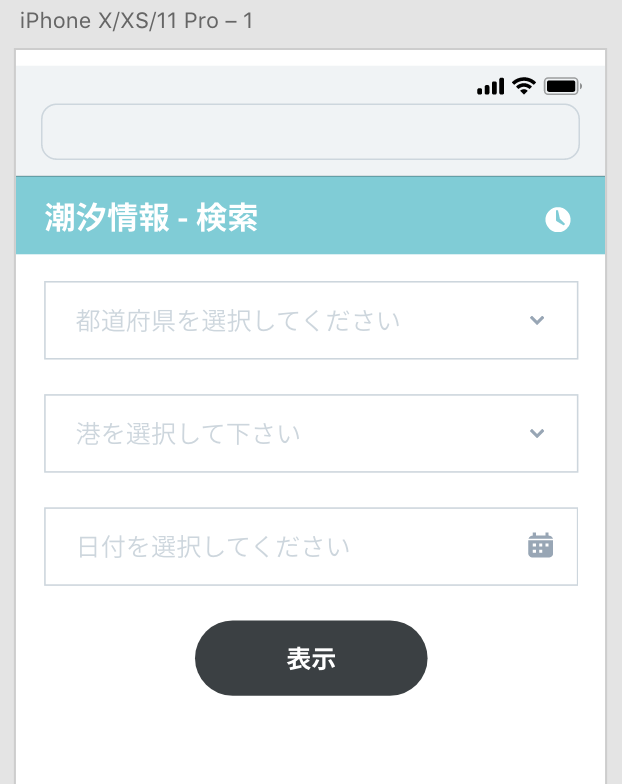 iPhone X/XS/11 Pro – 1
潮汐情報 - 検索
都道府県を選択してください
港を選択して下さい
日付を選択してください
表示